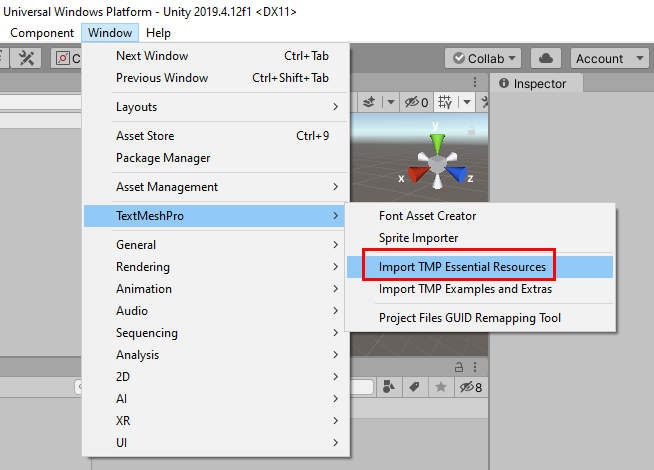 Universal Windows Platform - Unity 2019.4.12f1 <DX11>
Component Window Help
Collab Account
Next Window Ctrl+Tab
Previous Window Ctrl+Shift+Tab
Layouts
Asset Store Ctrl+9
Package Manager
Asset Management
TextMeshPro
General
Rendering
Animation
Audio
Sequencing
Analysis
2D
AI
XR
UI
Font Asset Creator
Sprite Importer
Import TMP Essential Resources
Import TMP Examples and Extras
Project Files GUID Remapping Tool
Inspector
0
y
x
z
8